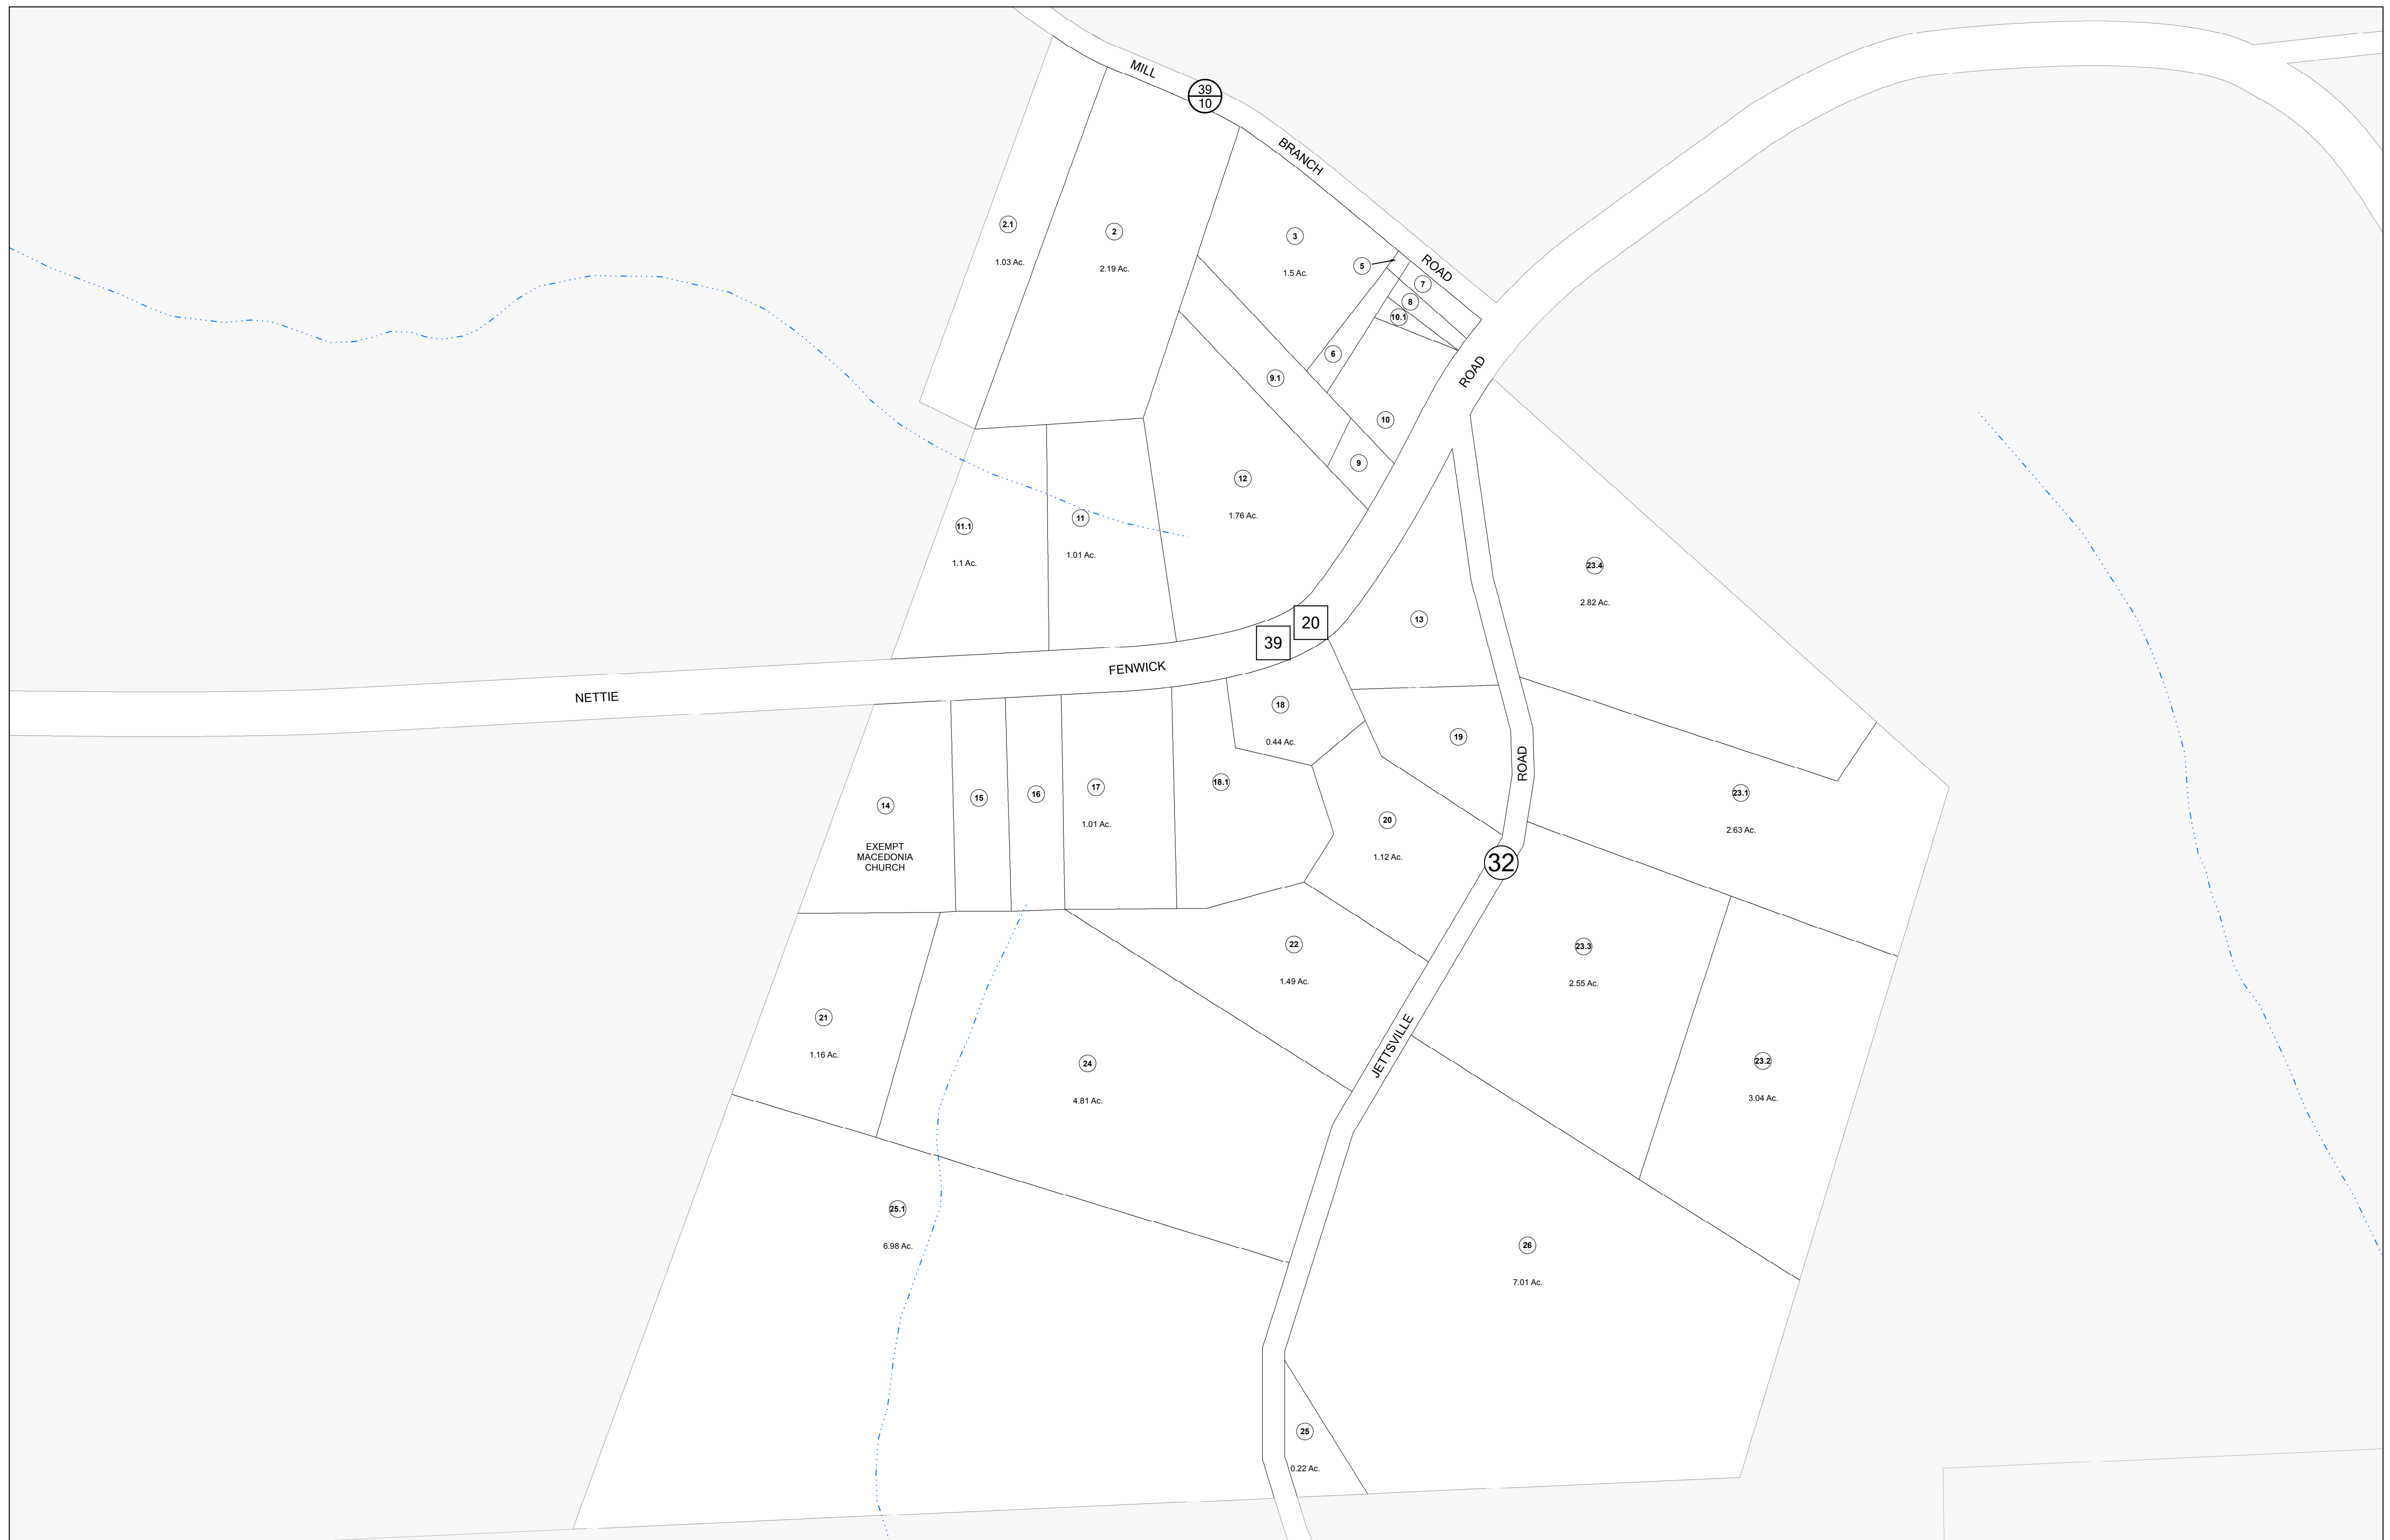 MILL
39
10
BRANCH
ROAD
2.1
1.03 Ac.
2
2.19 Ac.
3
1.5 Ac.
5
7
8
10.1
6
9.1
10
9
ROAD
12
1.76 Ac.
11.1
1.1 Ac.
11
1.01 Ac.
23.4
2.82 Ac.
13
20
39
FENWICK
NETTIE
18
0.44 Ac.
19
ROAD
18.1
14
EXEMPT
MACEDONIA
CHURCH
15
16
17
1.01 Ac.
20
1.12 Ac.
23.1
2.63 Ac.
32
22
1.49 Ac.
23.3
2.55 Ac.
21
1.16 Ac.
24
4.81 Ac.
JETTSVILLE
23.2
3.04 Ac.
25.1
6.98 Ac.
26
7.01 Ac.
25
0.22 Ac.